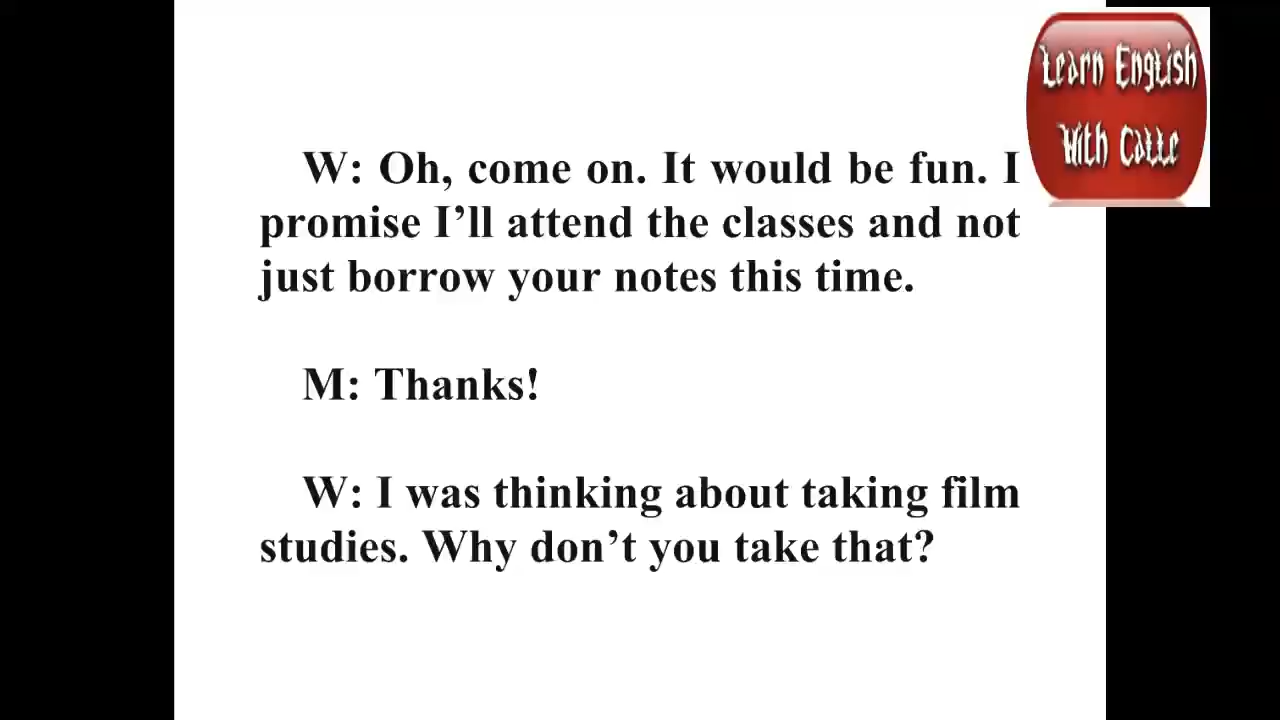 Learn English
With Catte
W: Oh, come on. It would be fun. I
promise I’ll attend the classes and not
just borrow your notes this time.
M: Thanks!
W: I was thinking about taking film
studies. Why don’t you take that?